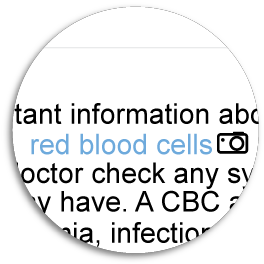 tant information abo
red blood cells
octor check any sy
y have. A CBC a
ia, infection